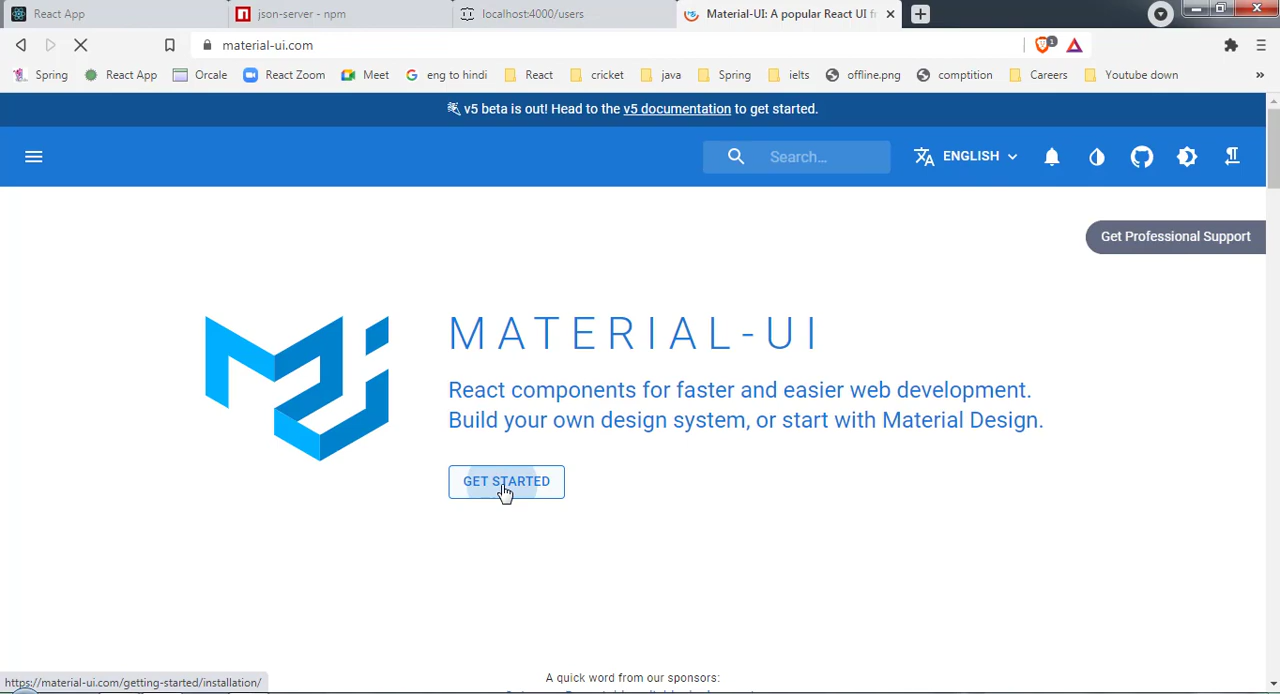 React App
json-server - npm
localhost:4000/users
Material-UI: A popular React UI fr
material-ui.com
1
Spring
React App
Orcale
React Zoom
Meet
eng to hindi
React
cricket
java
Spring
ielts
offline.png
comptition
Careers
Youtube down
»
v5 beta is out! Head to the v5 documentation to get started.
Search…
ENGLISH
Get Professional Support
MATERIAL-UI
React components for faster and easier web development.
Build your own design system, or start with Material Design.
GET STARTED
A quick word from our sponsors:
https://material-ui.com/getting-started/installation/